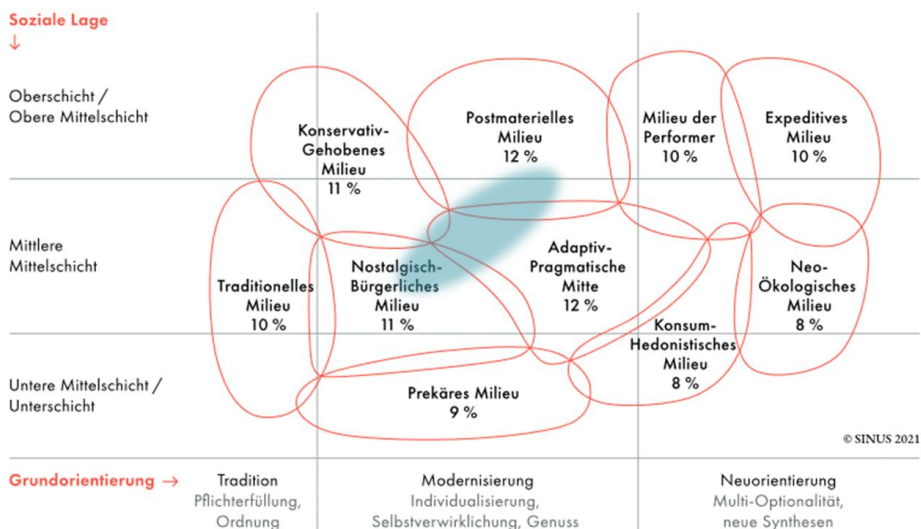 Soziale Lage
↓
Oberschicht /
Obere Mittelschicht
Konservativ-
Gehobenes
Milieu
11 %
Postmaterielles
Milieu
12 %
Milieu der
Performer
10 %
Expeditives
Milieu
10 %
Mittlere
Mittelschicht
Traditionelles
Milieu
10 %
Nostalgisch-
Bürgerliches
Milieu
11 %
Adaptiv-
Pragmatische
Mitte
12 %
Neo-
Ökologisches
Milieu
8 %
Konsum-
Hedonistisches
Milieu
8 %
Untere Mittelschicht /
Unterschicht
Prekäres Milieu
9 %
© SINUS 2021
Grundorientierung →
Tradition
Pflichterfüllung,
Ordnung
Modernisierung
Individualisierung,
Selbstverwirklichung, Genuss
Neuorientierung
Multi-Optionalität,
neue Synthesen